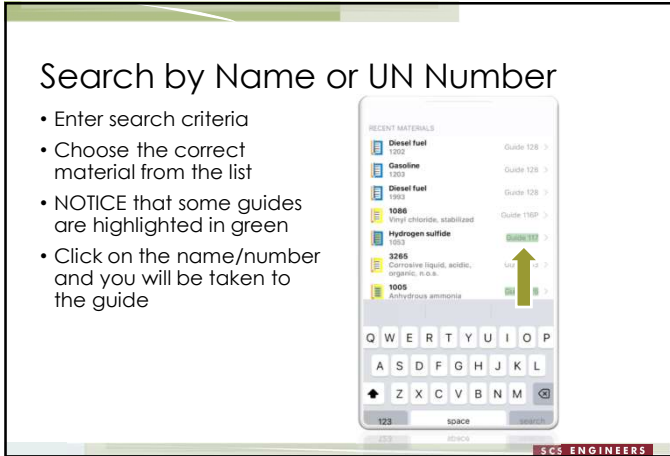 Search by Name or UN Number
• Enter search criteria
• Choose the correct
material from the list
• NOTICE that some guides
are highlighted in green
• Click on the name/number
and you will be taken to
the guide
RECENT MATERIALS
Diesel fuel
1202
Guide 128
Gasoline
1203
Guide 128
Diesel fuel
1993
Guide 128
1086
Vinyl chloride, stabilized
Guide 116P
Hydrogen sulfide
1053
Guide 117
3265
Corrosive liquid, acidic,
organic, n.o.s.
1005
Anhydrous ammonia
Q W E R T Y U I O P
A S D F G H J K L
Z X C V B N M
123 space search
SCS ENGINEERS